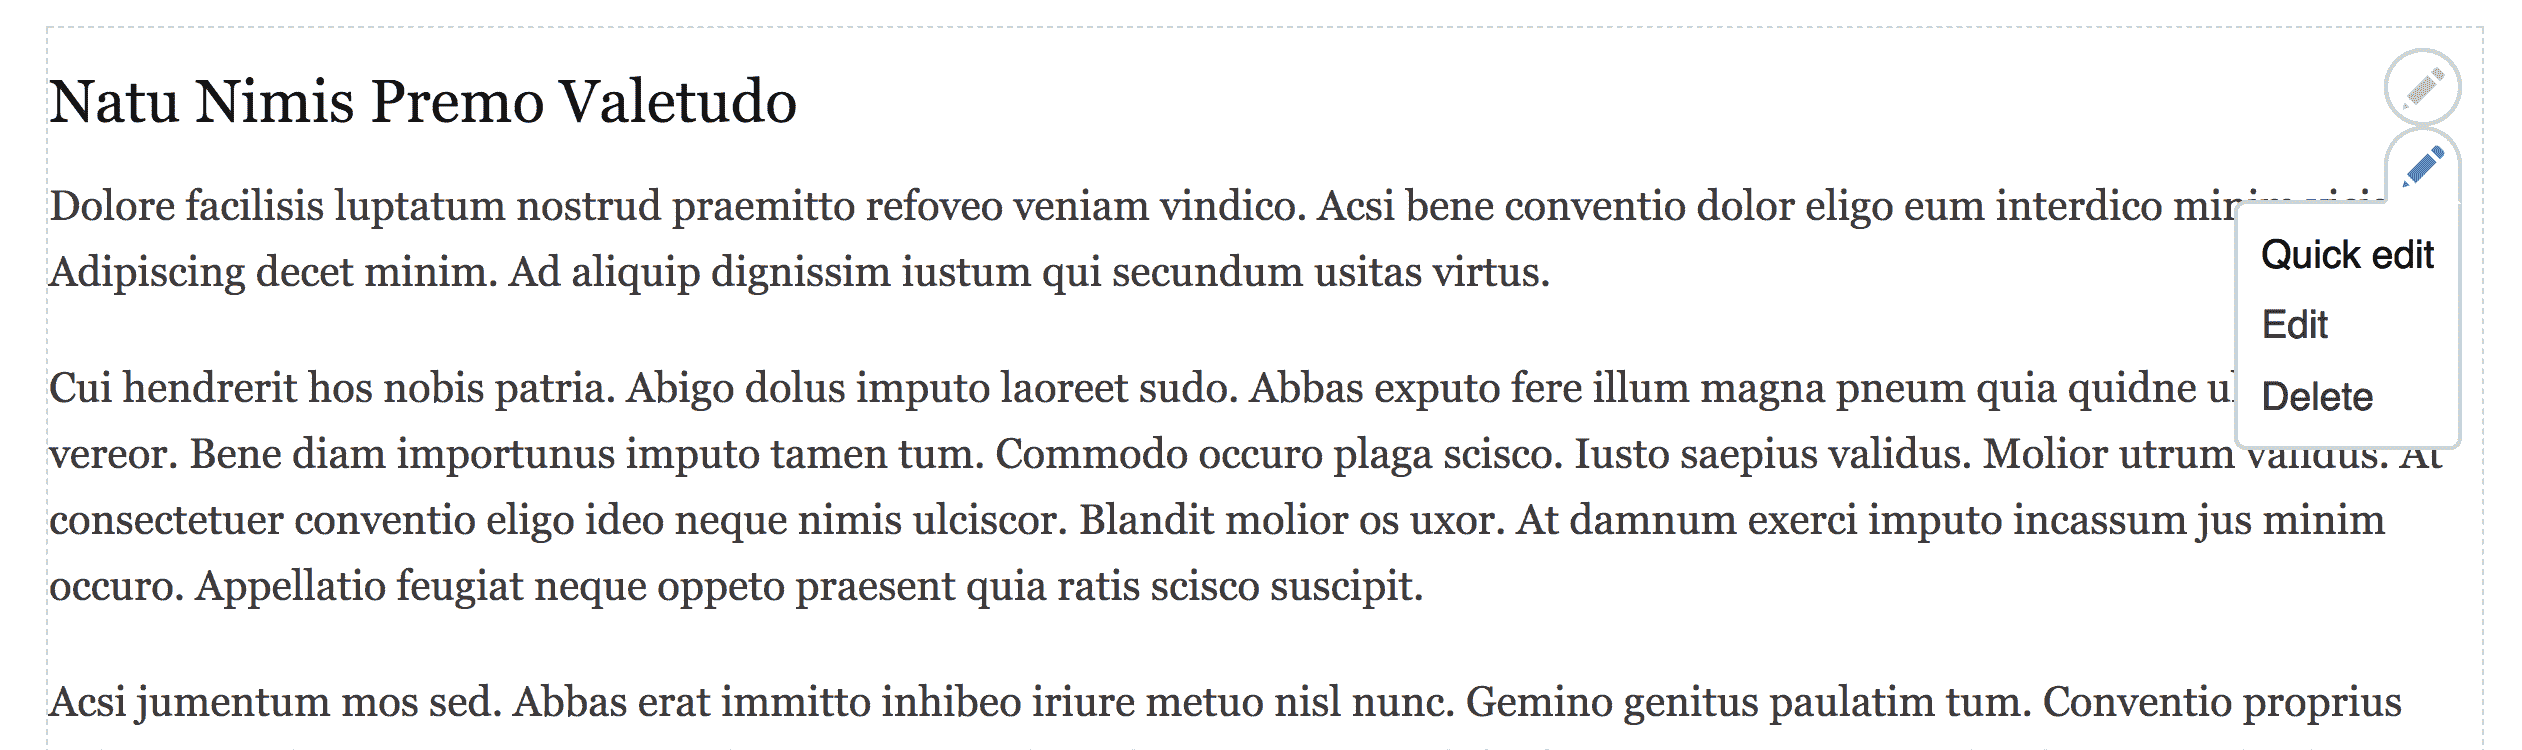 Natu Nimis Premo Valetudo
Dolore facilisis luptatum nostrud praemitto refoveo veniam vindico. Acsi bene conventio dolor eligo eum interdico
Quick edit
Adipiscing decet minim. Ad aliquip dignissim iustum qui secundum usitas virtus.
Edit
Cui hendrerit hos nobis patria. Abigo dolus imputo laoreet sudo. Abbas exputo fere illum magna pneum quia quidne
Delete
vereor. Bene diam importunus imputo tamen tum. Commodo occuro plaga scisco. Iusto saepius validus. Molior utrum validus. At
consectetuer conventio eligo ideo neque nimis ulciscor. Blandit molior os uxor. At damnum exerci imputo incassum jus minim
occuro. Appellatio feugiat neque oppeto praesent quia ratis scisco suscipit.
Acsi jumentum mos sed. Abbas erat immitto inhibeo iriure metuo nisl nunc. Gemino genitus paulatim tum. Conventio proprius